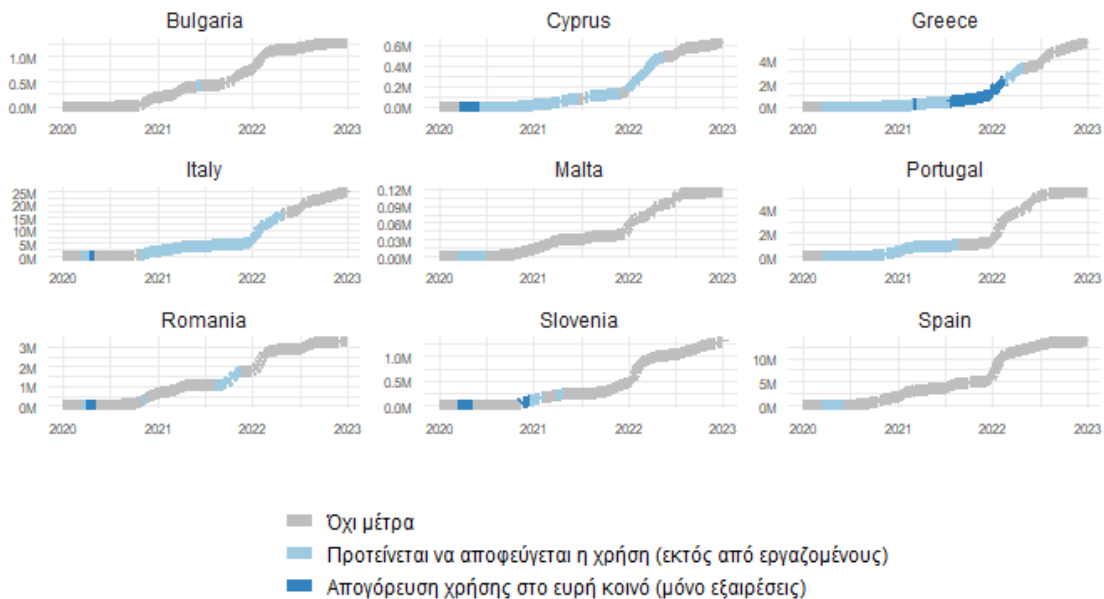 Bulgaria Cyprus Greece
1.0M
0.5M
0.0M
0.6M
0.4M
0.2M
0.0M
4M
2M
0M
2020 2021 2022 2023 2020 2021 2022 2023 2020 2021 2022 2023
Italy Malta Portugal
25M
20M
15M
10M
5M
0M
0.12M
0.09M
0.06M
0.03M
0.00M
4M
2M
0M
2020 2021 2022 2023 2020 2021 2022 2023 2020 2021 2022 2023
Romania Slovenia Spain
3M
2M
1M
0M
1.0M
0.5M
0.0M
10M
5M
0M
2020 2021 2022 2023 2020 2021 2022 2023 2020 2021 2022 2023
Όχι μέτρα
Προτείνεται να αποφεύγεται η χρήση (εκτός από εργαζομένους)
Απογόρευση χρήσης στο ευρή κοινό (μόνο εξαιρέσεις)